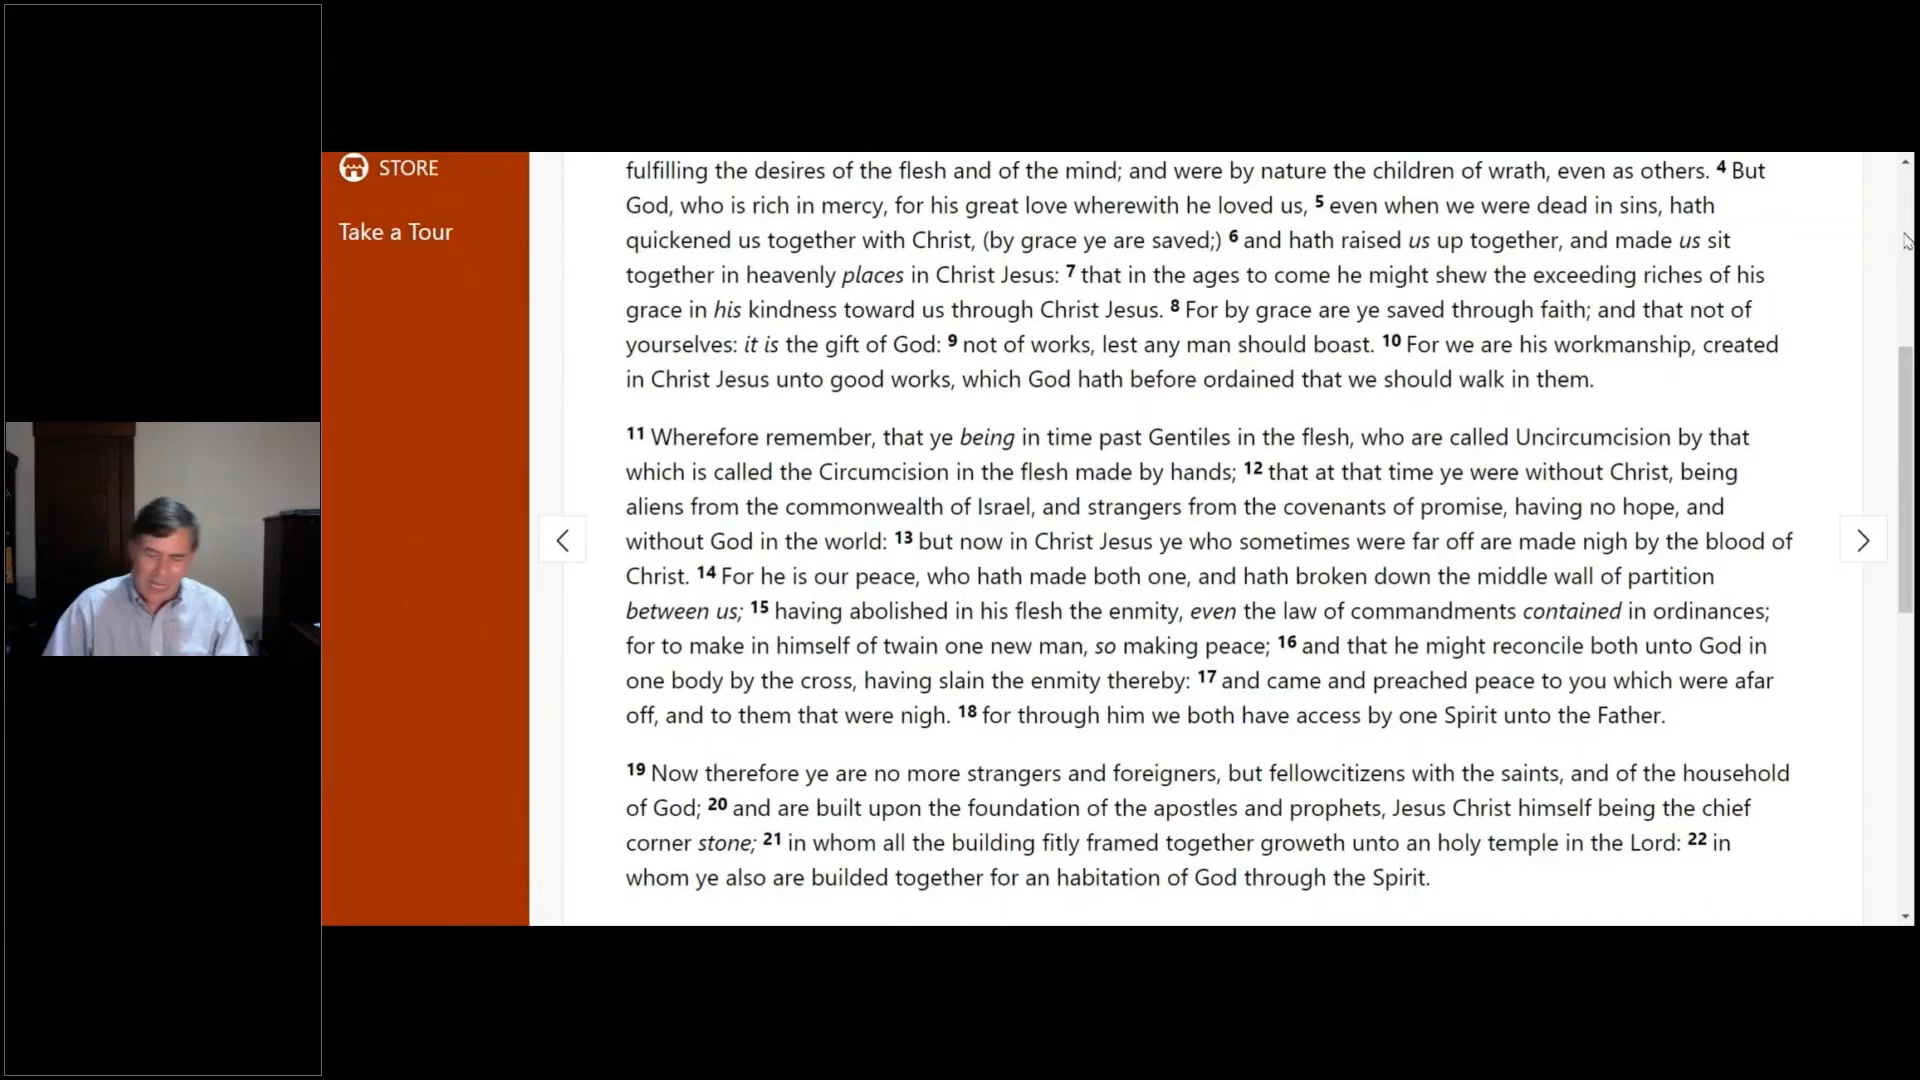 STORE
Take a Tour
fulfilling the desires of the flesh and of the mind; and were by nature the children of wrath, even as others. 4 But
God, who is rich in mercy, for his great love wherewith he loved us, 5 even when we were dead in sins, hath
quickened us together with Christ, (by grace ye are saved;) 6 and hath raised us up together, and made us sit
together in heavenly places in Christ Jesus: 7 that in the ages to come he might shew the exceeding riches of his
grace in his kindness toward us through Christ Jesus. 8 For by grace are ye saved through faith; and that not of
yourselves: it is the gift of God: 9 not of works, lest any man should boast. 10 For we are his workmanship, created
in Christ Jesus unto good works, which God hath before ordained that we should walk in them.
11 Wherefore remember, that ye being in time past Gentiles in the flesh, who are called Uncircumcision by that
which is called the Circumcision in the flesh made by hands; 12 that at that time ye were without Christ, being
aliens from the commonwealth of Israel, and strangers from the covenants of promise, having no hope, and
without God in the world: 13 but now in Christ Jesus ye who sometimes were far off are made nigh by the blood of
Christ. 14 For he is our peace, who hath made both one, and hath broken down the middle wall of partition
between us; 15 having abolished in his flesh the enmity, even the law of commandments contained in ordinances;
for to make in himself of twain one new man, so making peace; 16 and that he might reconcile both unto God in
one body by the cross, having slain the enmity thereby: 17 and came and preached peace to you which were afar
off, and to them that were nigh. 18 for through him we both have access by one Spirit unto the Father.
19 Now therefore ye are no more strangers and foreigners, but fellowcitizens with the saints, and of the household
of God; 20 and are built upon the foundation of the apostles and prophets, Jesus Christ himself being the chief
corner stone; 21 in whom all the building fitly framed together groweth unto an holy temple in the Lord: 22 in
whom ye also are builded together for an habitation of God through the Spirit.